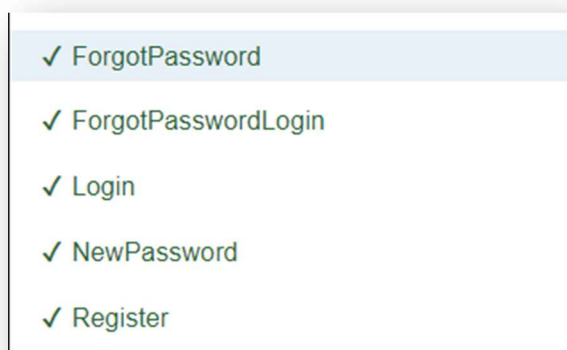 ✓ ForgotPassword
✓ ForgotPasswordLogin
✓ Login
✓ NewPassword
✓ Register